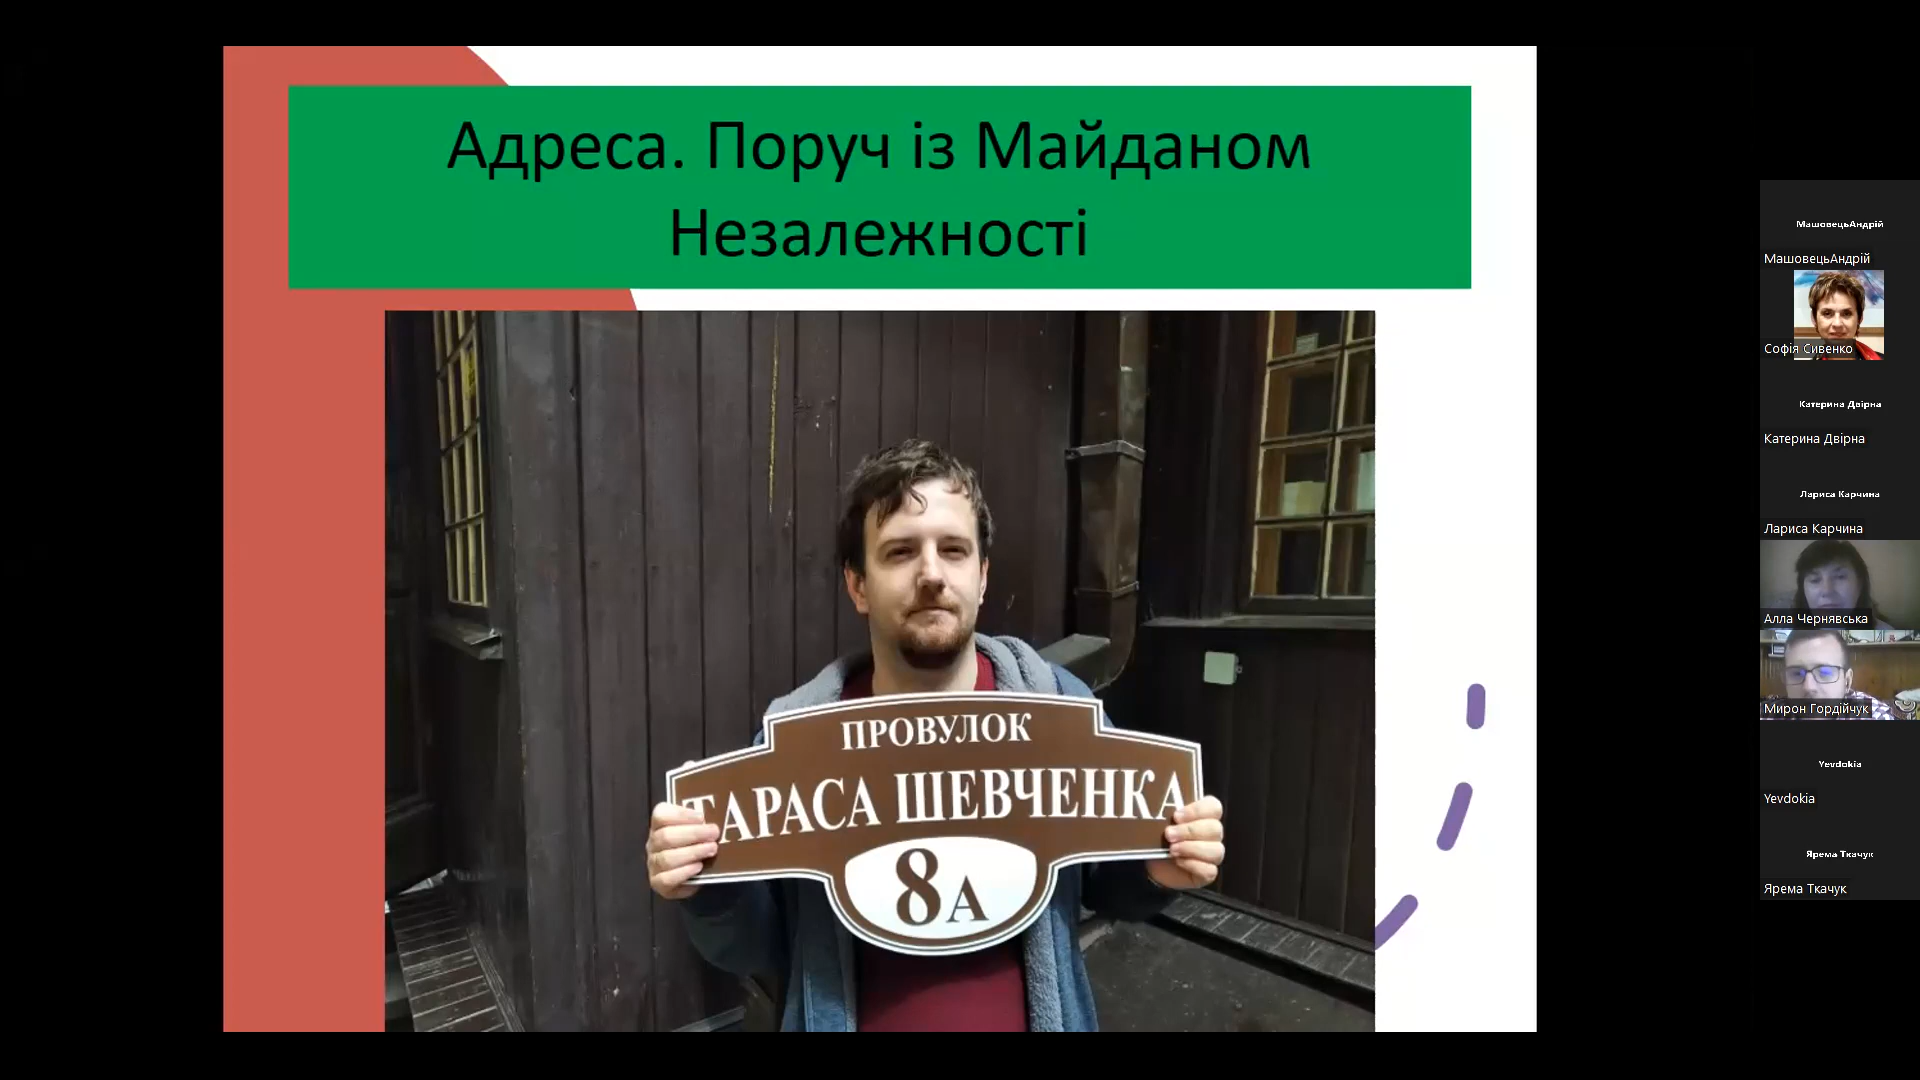 Адреса. Поруч із Майданом
Незалежності
ПРОВУЛОК
ТАРАСА ШЕВЧЕНКА
8А
МашовецьАндрій
МашовецьАндрій
Софія Сивенко
Катерина Двірна
Катерина Двірна
Лариса Карчина
Лариса Карчина
Алла Чернявська
Мирон Гордійчук
Yevdokia
Yevdokia
Ярема Ткачук
Ярема Ткачук